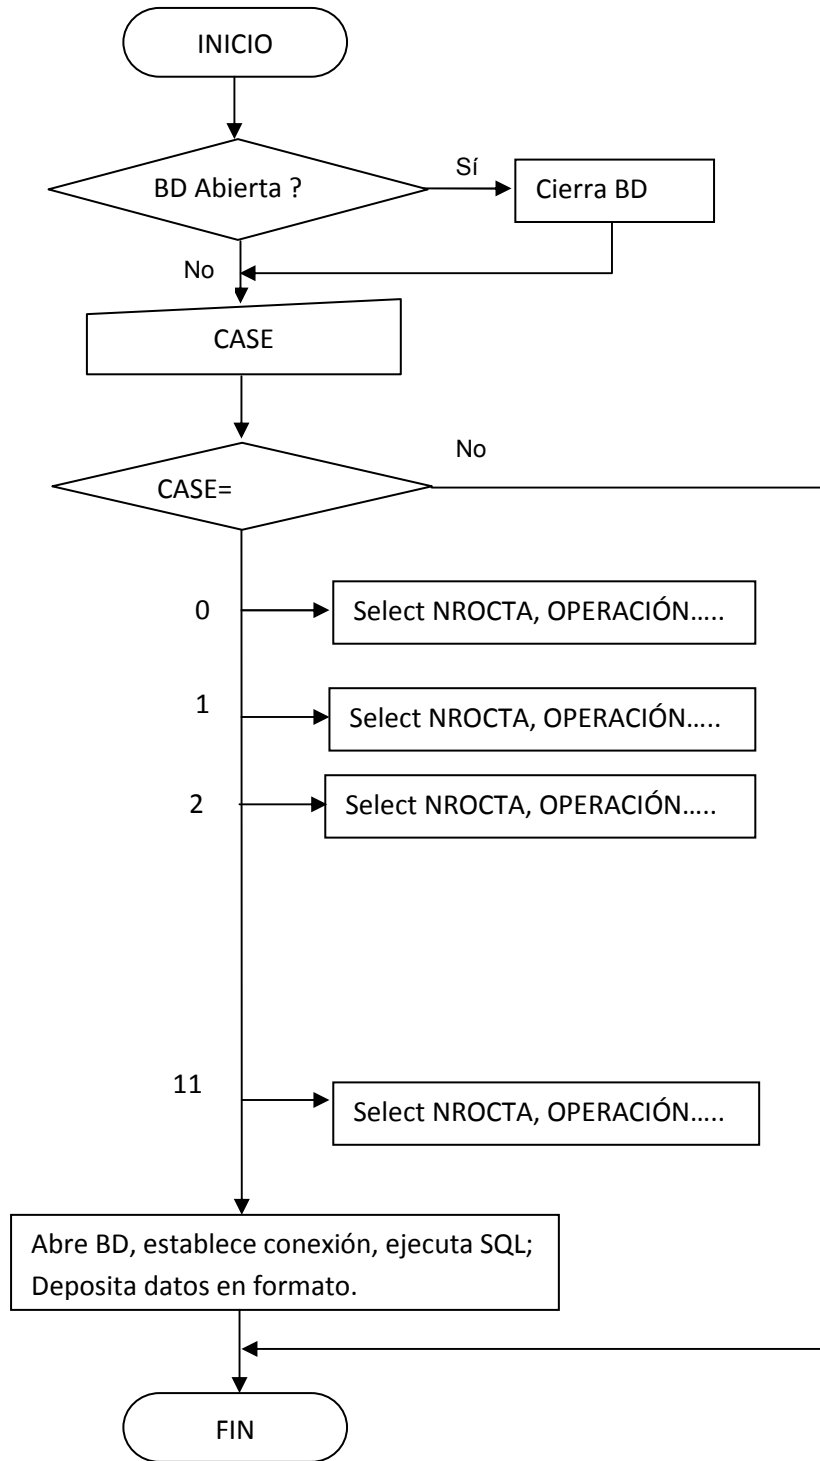 INICIO
BD Abierta ?
Sí
Cierra BD
No
CASE
No
CASE=
0
Select NROCTA, OPERACIÓN…..
1
Select NROCTA, OPERACIÓN…..
2
Select NROCTA, OPERACIÓN…..
11
Select NROCTA, OPERACIÓN…..
Abre BD, establece conexión, ejecuta SQL;
Deposita datos en formato.
FIN